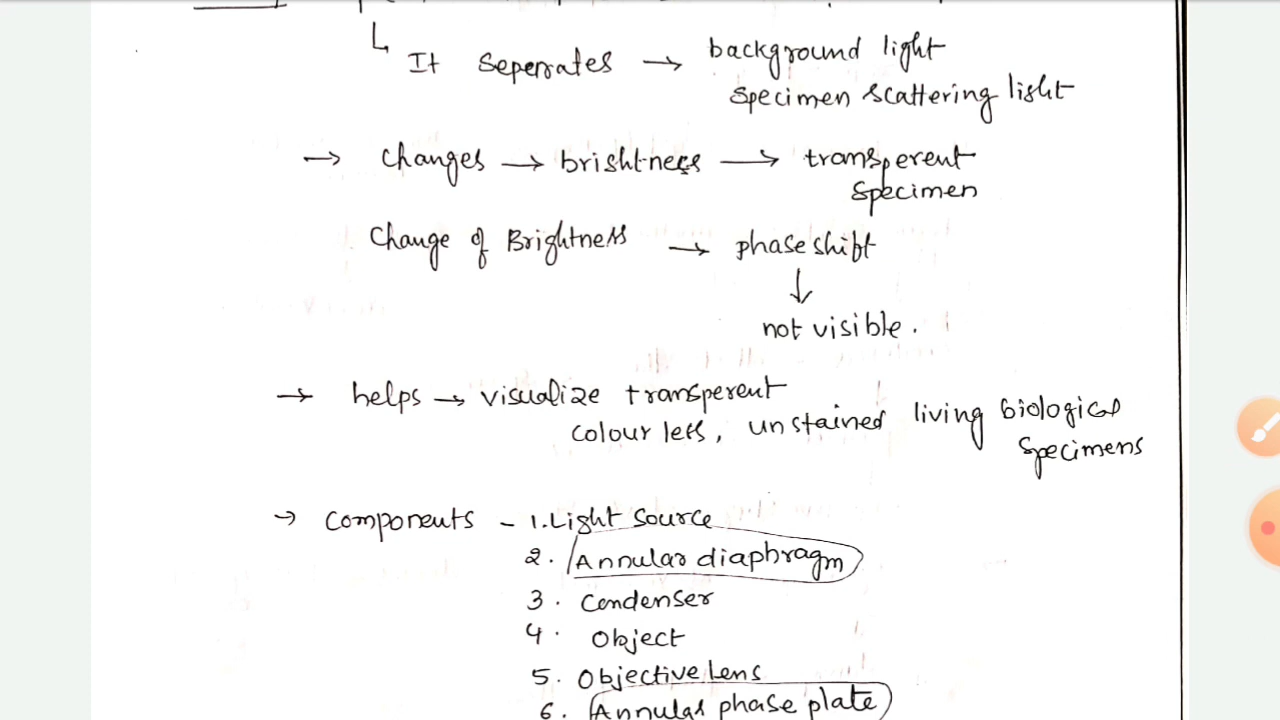 It Seperates → background light
specimen scattering light
→ changes → brightness → transperent
specimen
Change of Brightness → phase shift
↓
not visible.
→ helps → visualize transperent
colour less, unstained living biological
specimens
→ components - 1. Light Source
2. Annular diaphragm
3. Condenser
4. Object
5. Objective Lens
6. Annular phase plate